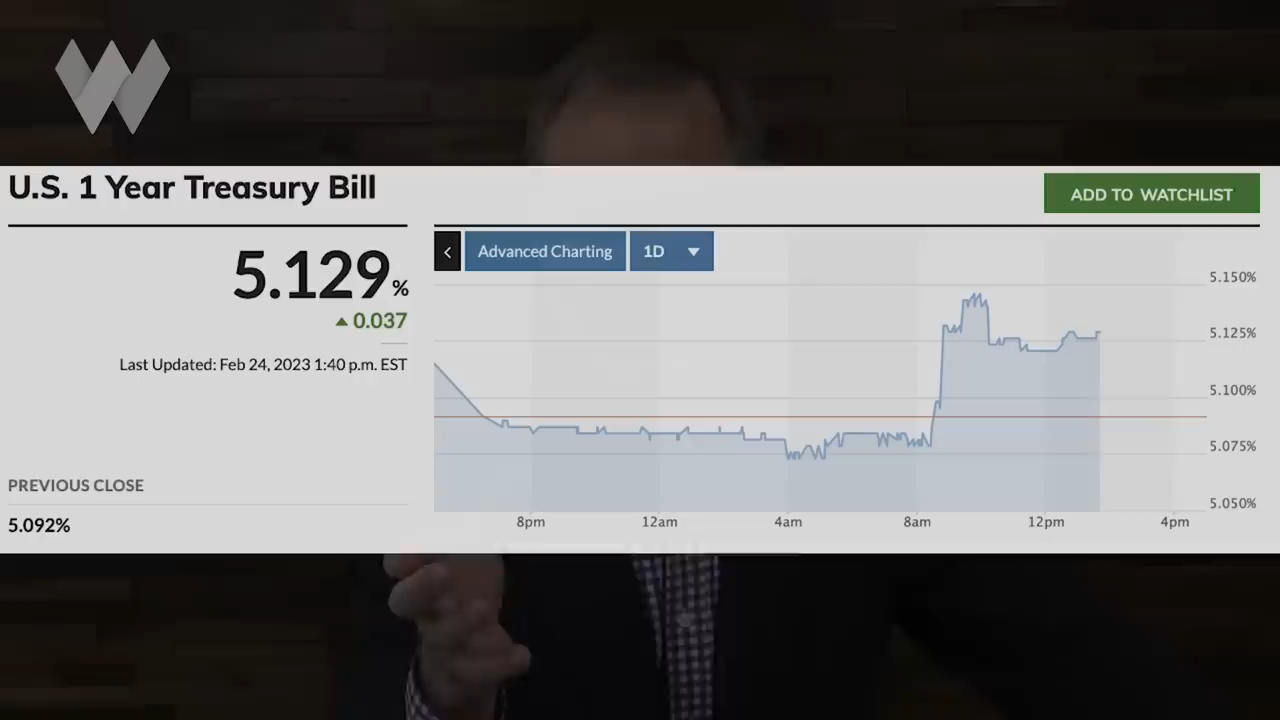 U.S. 1 Year Treasury Bill
ADD TO WATCHLIST
5.129%
▲ 0.037
Last Updated: Feb 24, 2023 1:40 p.m. EST
PREVIOUS CLOSE
5.092%
< Advanced Charting 1D ▼
5.150%
5.125%
5.100%
5.075%
5.050%
8pm 12am 4am 8am 12pm 4pm